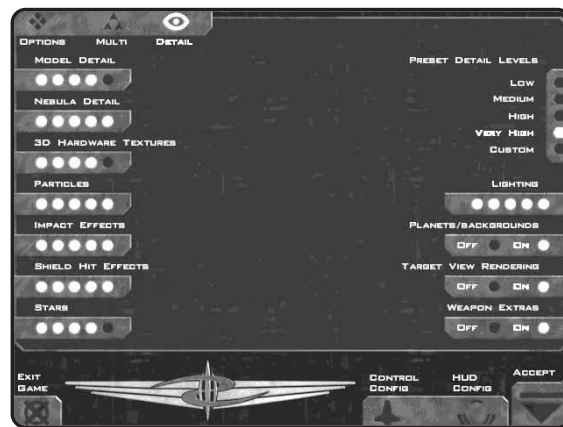 OPTIONS MULTI DETAIL
MODEL DETAIL
NEBULA DETAIL
3D HARDWARE TEXTURES
PARTICLES
IMPACT EFFECTS
SHIELD HIT EFFECTS
STARS
PRESET DETAIL LEVELS
LOW
MEDIUM
HIGH
VERY HIGH
CUSTOM
LIGHTING
PLANETS/BACKGROUNDS
OFF ON
TARGET VIEW RENDERING
OFF ON
WEAPON EXTRAS
OFF ON
EXIT
GAME
CONTROL
CONFIG
HUD
CONFIG
ACCEPT